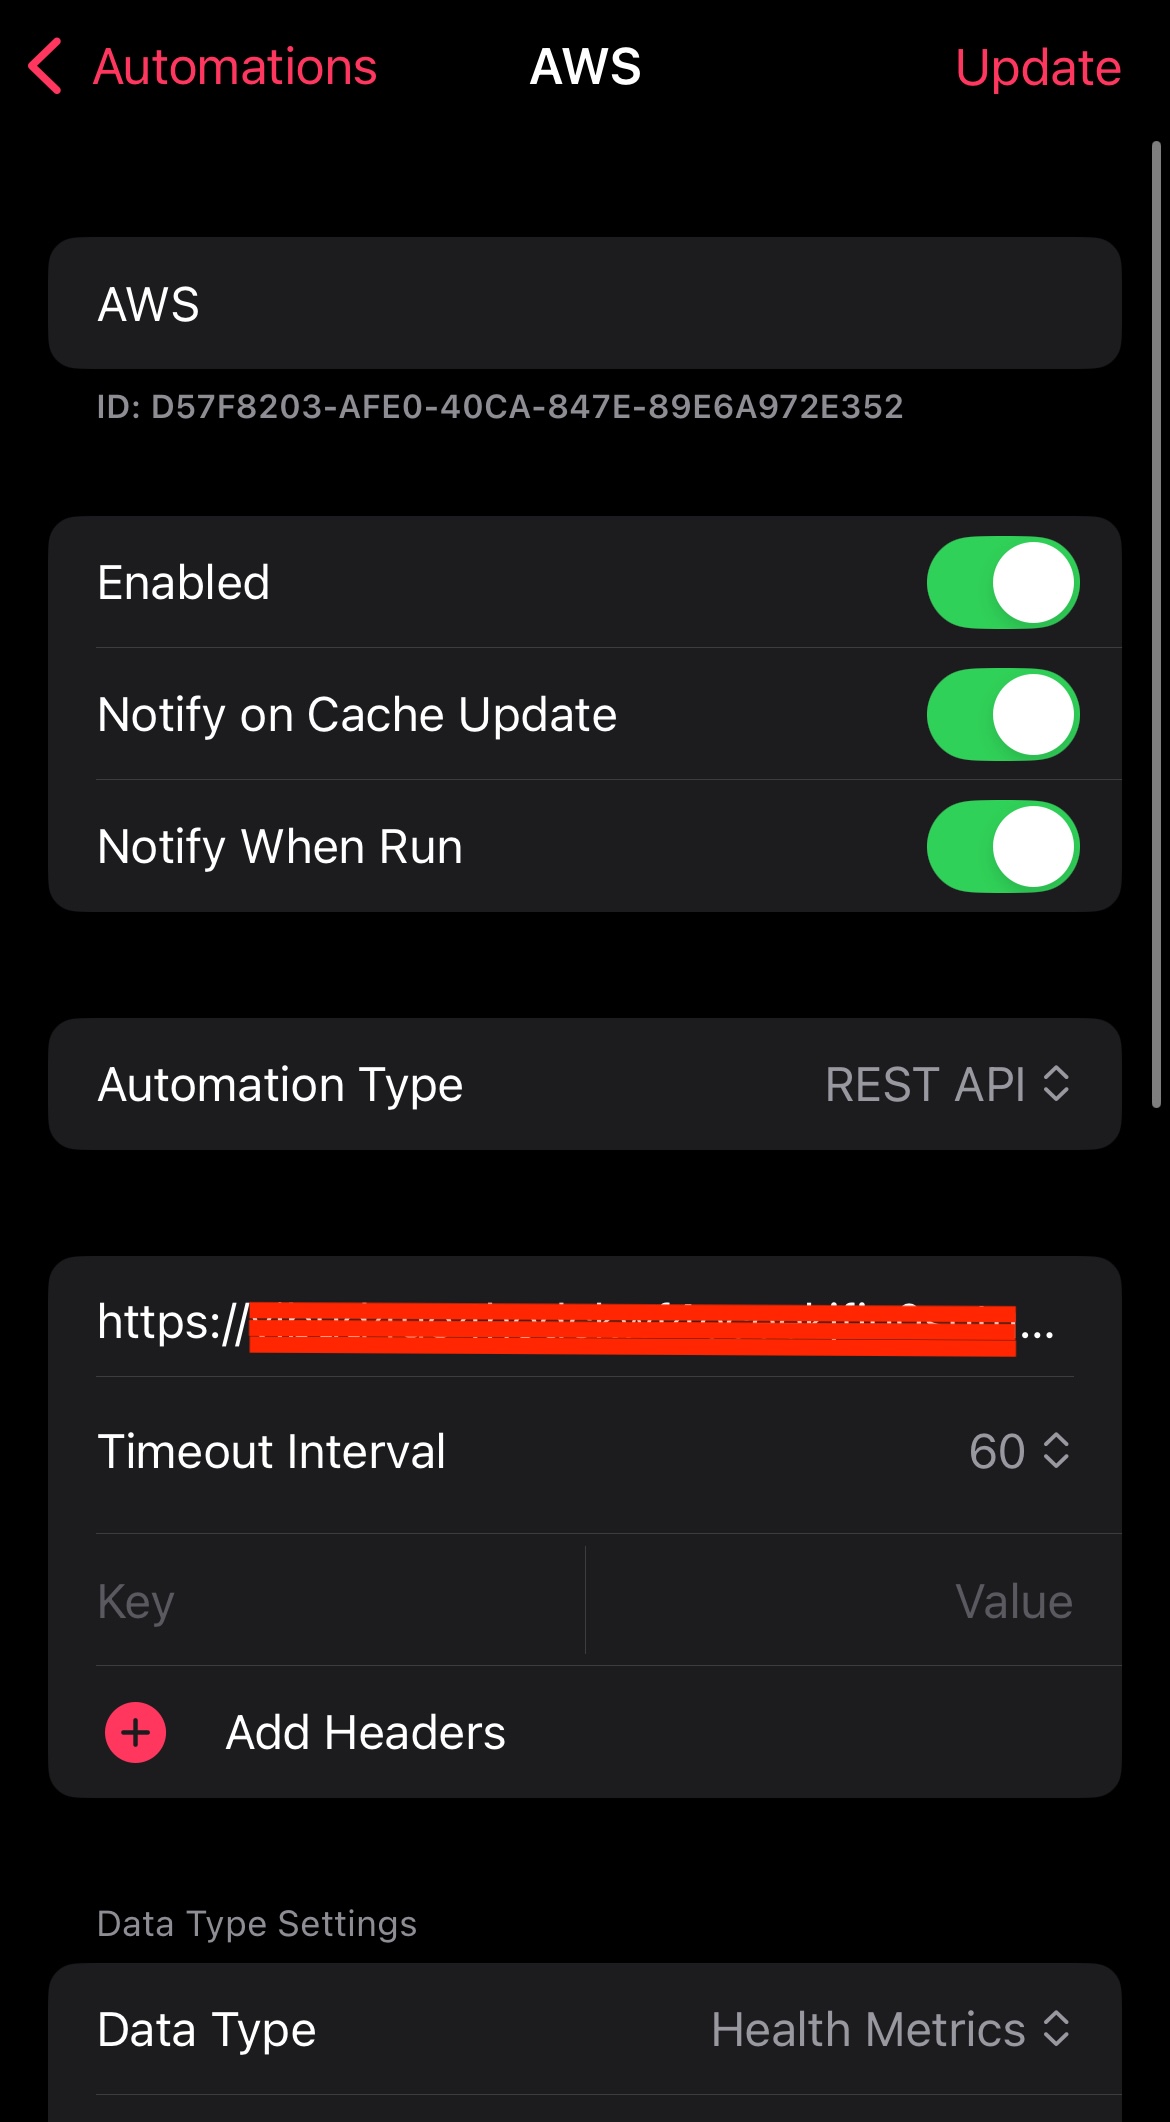 Automations AWS Update
AWS
ID: D57F8203-AFE0-40CA-847E-89E6A972E352
Enabled
Notify on Cache Update
Notify When Run
Automation Type REST API
https:// ...
Timeout Interval 60
Key Value
Add Headers
Data Type Settings
Data Type Health Metrics